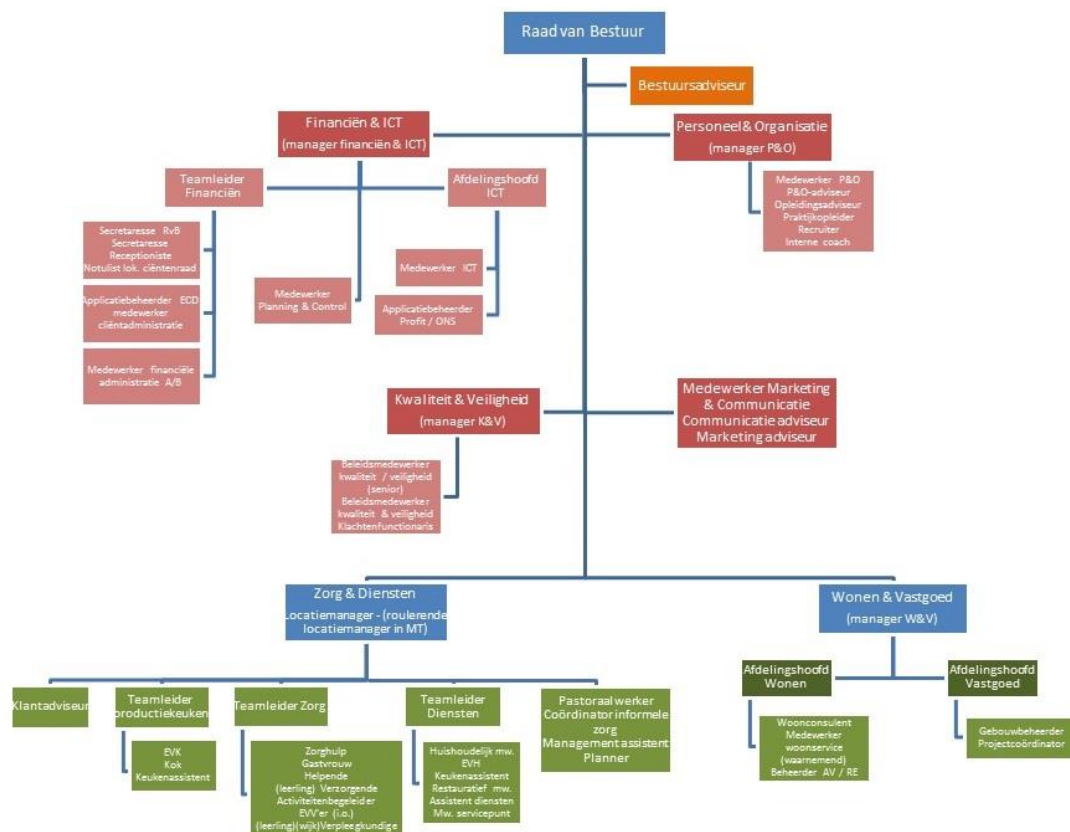 Raad van Bestuur
Bestuursadviseur
Financiën & ICT
(manager financiën & ICT)
Personeel & Organisatie
(manager P&O)
Teamleider
Financiën
Afdelingshoofd
ICT
Medewerker P&O
P&O-adviseur
Opleidingsadviseur
Praktijkopleider
Recruiter
Interne coach
Secretaresse RvB
Secretaresse
Receptioniste
Notulist lok. ciëntenraad
Medewerker ICT
Applicatiebeheerder ECD
medewerker
cliëntadministratie
Medewerker
Planning & Control
Applicatiebeheerder
Profit / ONS
Medewerker financiële
administratie A/B
Kwaliteit & Veiligheid
(manager K&V)
Medewerker Marketing
& Communicatie
Communicatie adviseur
Marketing adviseur
Beleidsmedewerker
kwaliteit / veiligheid
(senior)
Beleidsmedewerker
kwaliteit & veiligheid
Klachtenfunctionaris
Zorg & Diensten
Locatiemanager - (roulerende
locatiemanager in MT)
Wonen & Vastgoed
(manager W&V)
Klantadviseur
Teamleider
productiekeuken
Teamleider Zorg
Teamleider
Diensten
Pastoraal werker
Coördinator informele
zorg
Management assistent
Planner
Afdelingshoofd
Wonen
Afdelingshoofd
Vastgoed
EVK
Kok
Keukenassistent
Zorghulp
Gastvrouw
Helpende
(leerling) Verzorgende
Activiteitenbegeleider
EVV'er (i.o.)
(leerling)(wijk)Verpleegkundige
Huishoudelijk mw.
EVH
Keukenassistent
Restauratief mw.
Assistent diensten
Mw. servicepunt
Woonconsulent
Medewerker
woonservice
(waarnemend)
Beheerder AV / RE
Gebouwbeheerder
Projectcoördinator